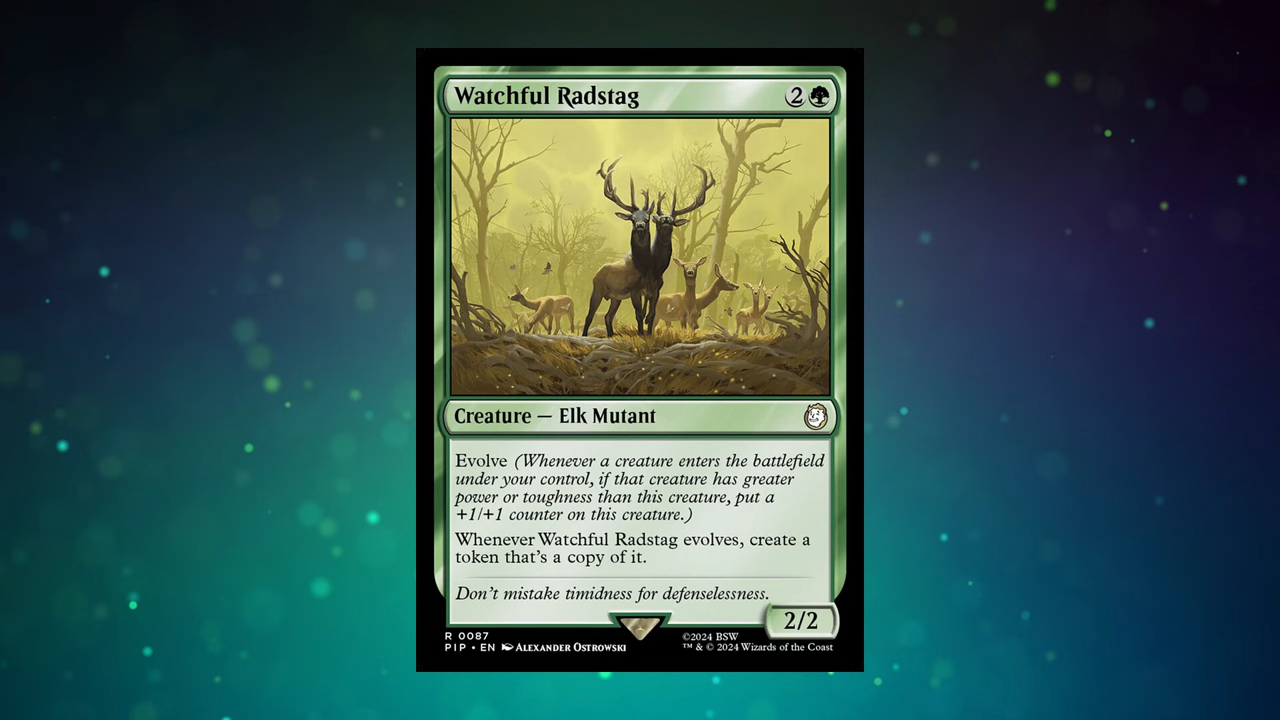 Watchful Radstag 2
Creature — Elk Mutant
Evolve (Whenever a creature enters the battlefield
under your control, if that creature has greater
power or toughness than this creature, put a
+1/+1 counter on this creature.)
Whenever Watchful Radstag evolves, create a
token that's a copy of it.
Don't mistake timidness for defenselessness.
2/2
R 0087
PIP • EN Alexander Ostrowski
©2024 BSW
™ & © 2024 Wizards of the Coast